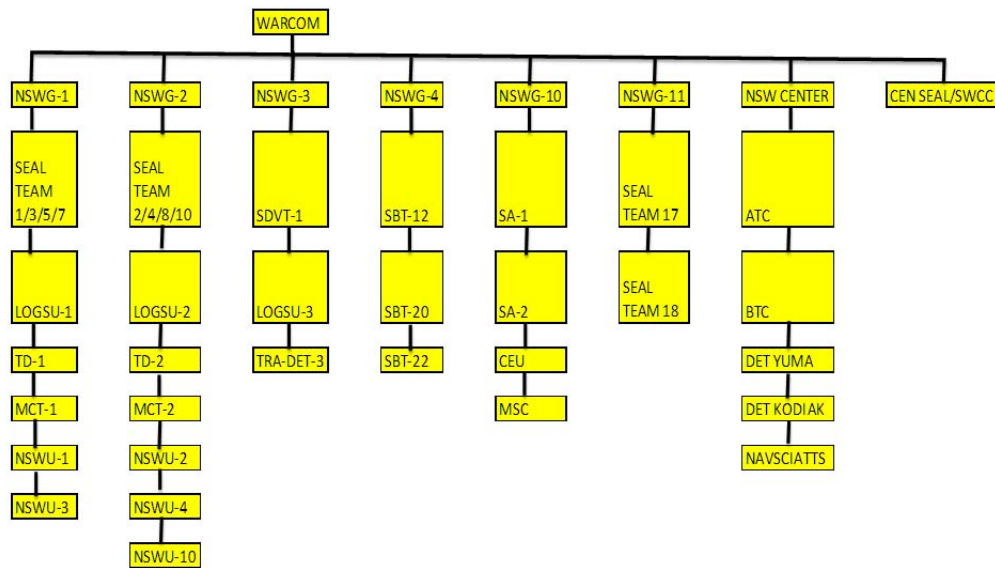 WARCOM
NSWG-1
NSWG-2
NSWG-3
NSWG-4
NSWG-10
NSWG-11
NSW CENTER
CEN SEAL/SWCC
SEAL
TEAM
1/3/5/7
SEAL
TEAM
2/4/8/10
SDVT-1
SBT-12
SA-1
SEAL
TEAM 17
ATC
LOGSU-1
LOGSU-2
LOGSU-3
SBT-20
SA-2
SEAL
TEAM 18
BTC
TD-1
TD-2
TRA-DET-3
SBT-22
CEU
DET YUMA
MCT-1
MCT-2
MSC
DET KODIAK
NSWU-1
NSWU-2
NAVSCIATTS
NSWU-3
NSWU-4
NSWU-10